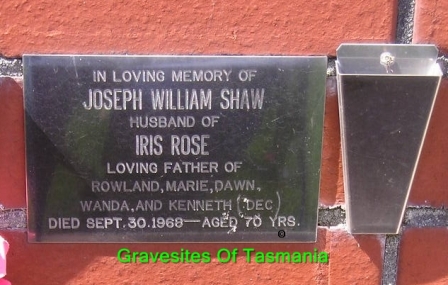 IN LOVING MEMORY OF
JOSEPH WILLIAM SHAW
HUSBAND OF
IRIS ROSE
LOVING FATHER OF
ROWLAND, MARIE, DAWN,
WANDA, AND KENNETH (DEC)
DIED SEPT. 30. 1968 — AGED 70 YRS.
Gravesites Of Tasmania